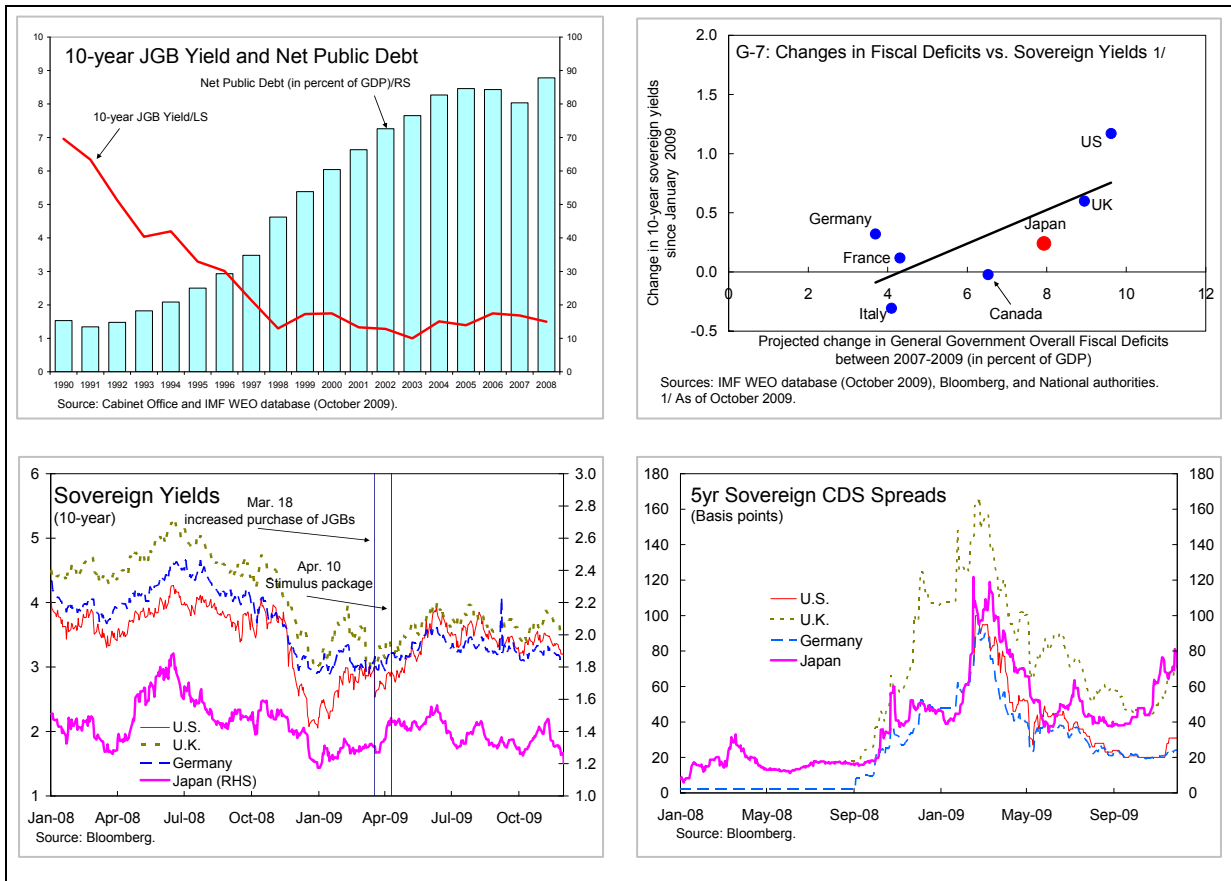 10-year JGB Yield and Net Public Debt
Net Public Debt (in percent of GDP)/RS
10-year JGB Yield/LS
10
9
8
7
6
5
4
3
2
1
0
100
90
80
70
60
50
40
30
20
10
0
1990 1991 1992 1993 1994 1995 1996 1997 1998 1999 2000 2001 2002 2003 2004 2005 2006 2007 2008
Source: Cabinet Office and IMF WEO database (October 2009).
G-7: Changes in Fiscal Deficits vs. Sovereign Yields 1/
Change in 10-year sovereign yields
since January 2009
2.0
1.5
1.0
0.5
0.0
-0.5
US
UK
Japan
Germany
France
Italy
Canada
0 2 4 6 8 10 12
Projected change in General Government Overall Fiscal Deficits
between 2007-2009 (in percent of GDP)
Sources: IMF WEO database (October 2009), Bloomberg, and National authorities.
1/ As of October 2009.
Sovereign Yields
(10-year)
Mar. 18
increased purchase of JGBs
Apr. 10
Stimulus package
6
5
4
3
2
1
3.0
2.8
2.6
2.4
2.2
2.0
1.8
1.6
1.4
1.2
1.0
U.S.
U.K.
Germany
Japan (RHS)
Jan-08 Apr-08 Jul-08 Oct-08 Jan-09 Apr-09 Jul-09 Oct-09
Source: Bloomberg.
5yr Sovereign CDS Spreads
(Basis points)
180
160
140
120
100
80
60
40
20
0
180
160
140
120
100
80
60
40
20
0
U.S.
U.K.
Germany
Japan
Jan-08 May-08 Sep-08 Jan-09 May-09 Sep-09
Source: Bloomberg.